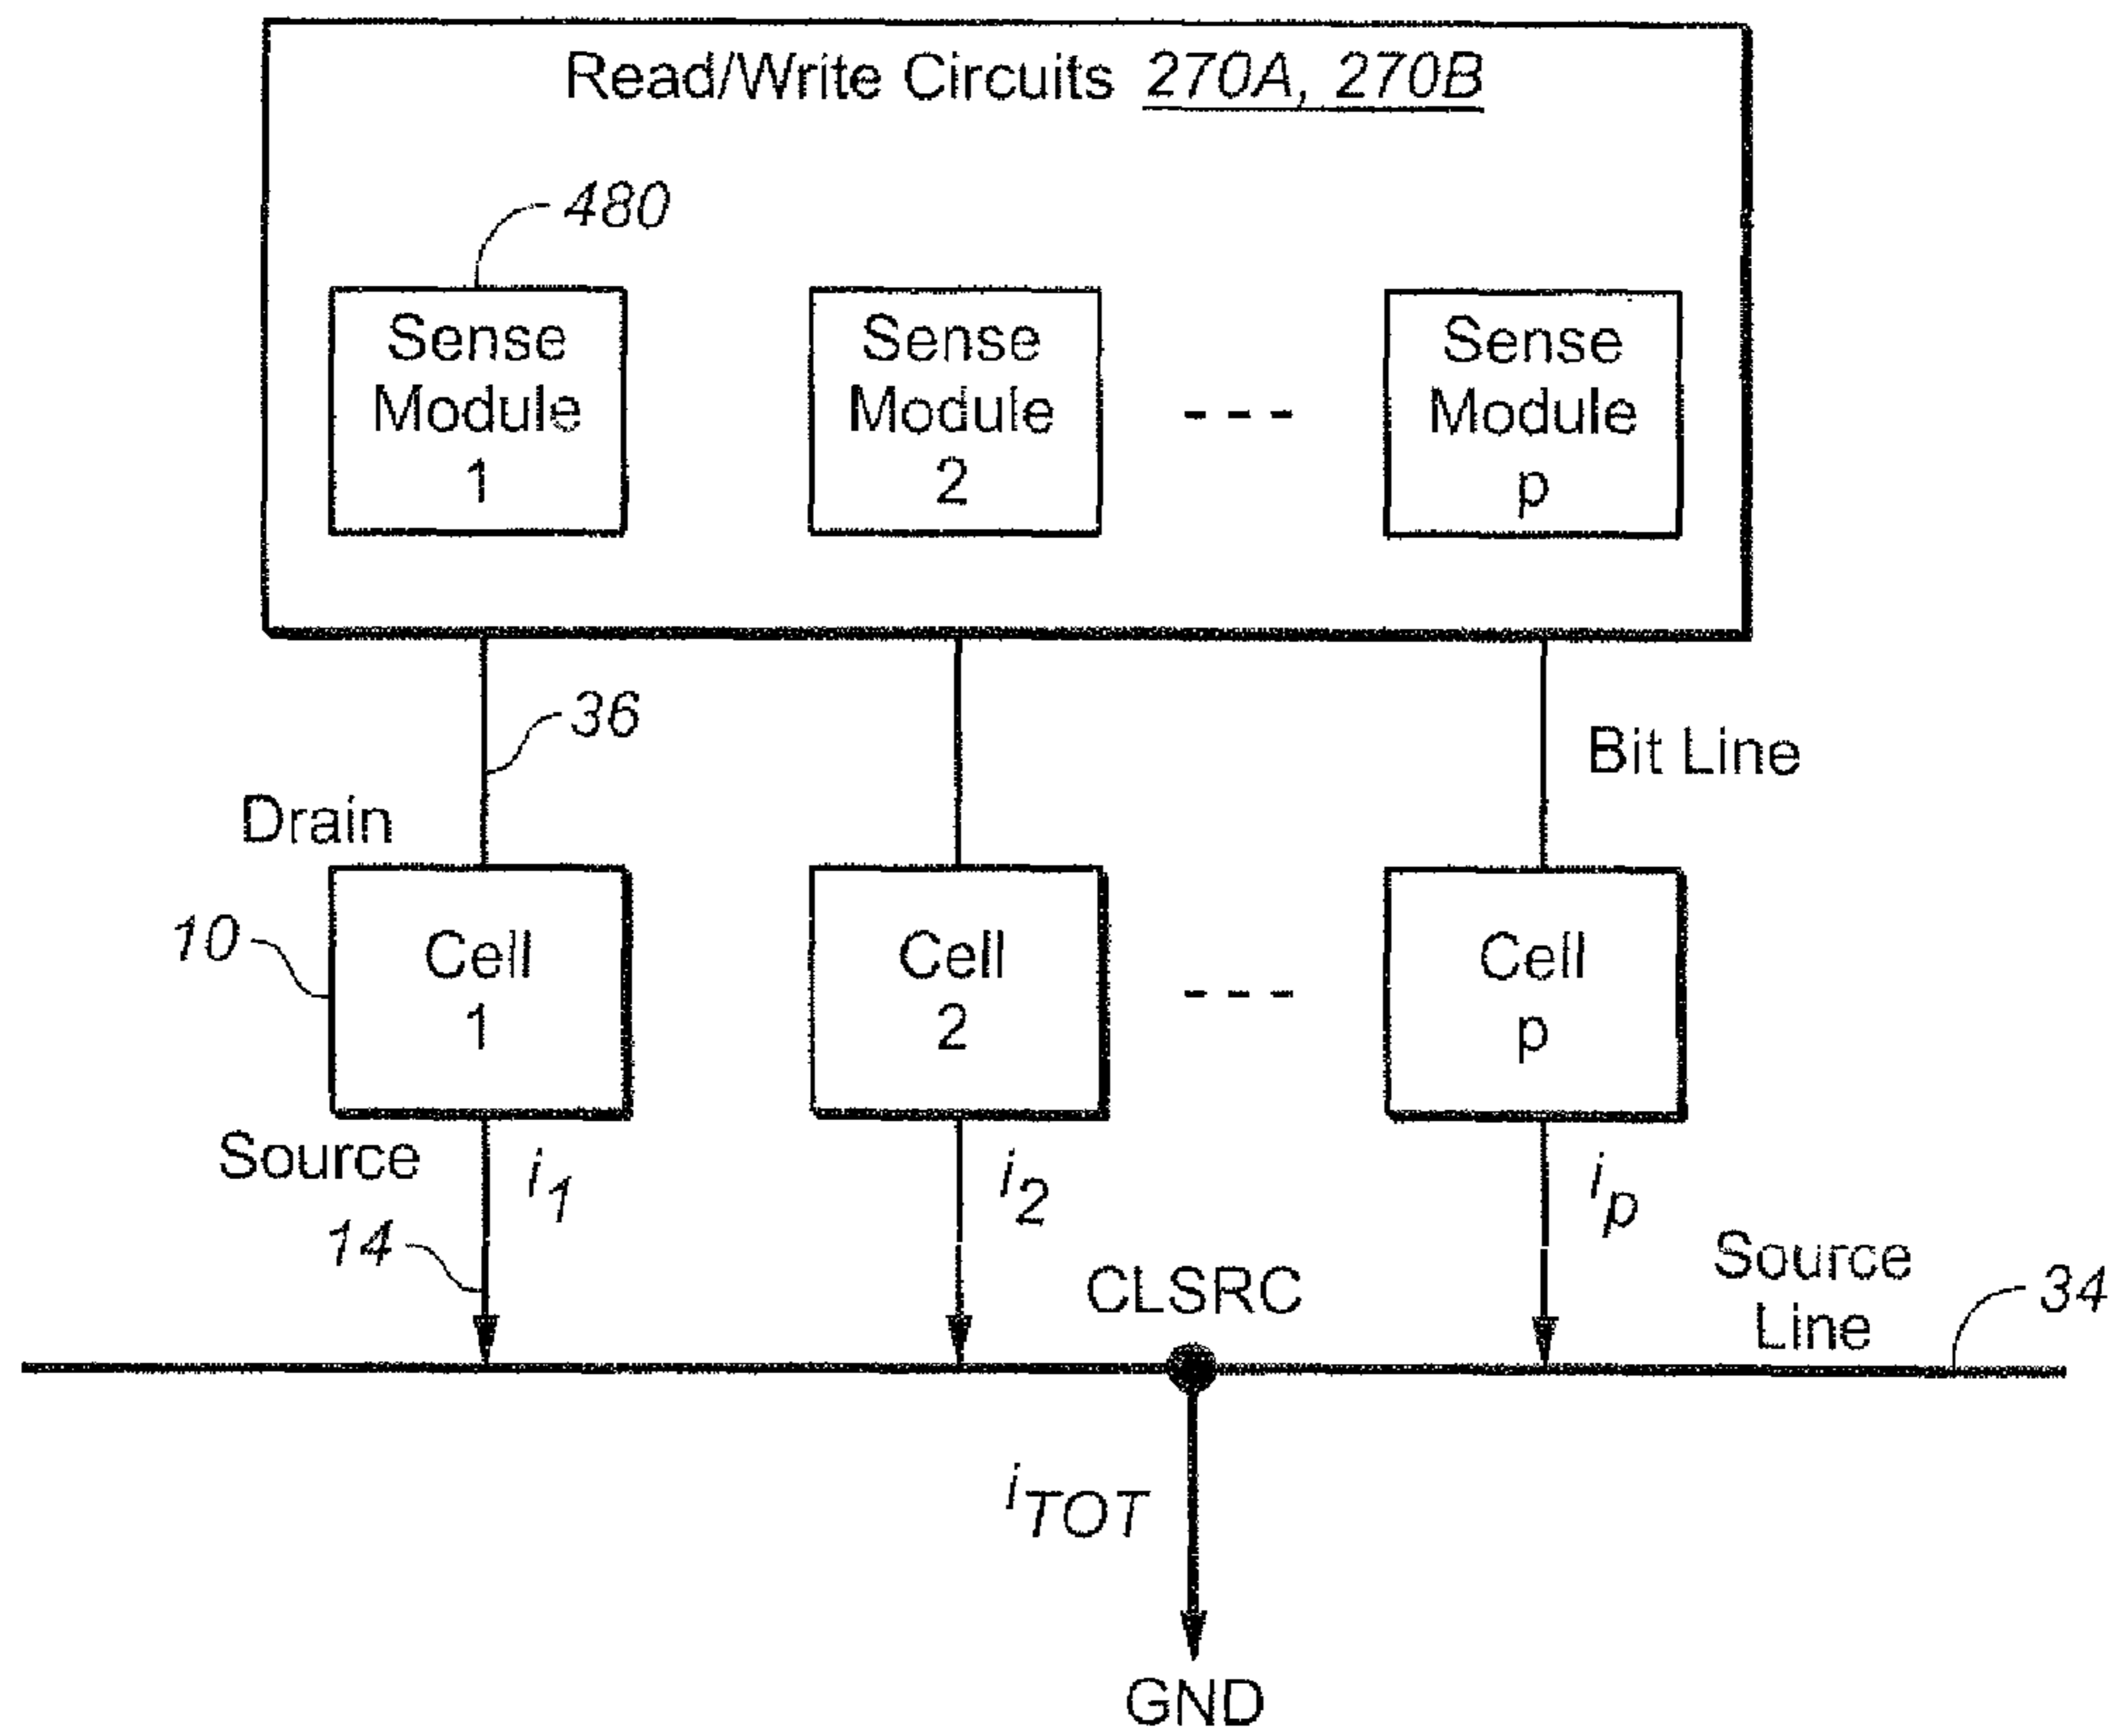 Read/Write Circuits 270A, 270B
480
Sense
Module
1
Sense
Module
2
---
Sense
Module
p
36
Bit Line
Drain
10
Cell
1
Cell
2
---
Cell
p
Source
i1
i2
ip
14
CLSRC
Source
Line
34
iTOT
GND